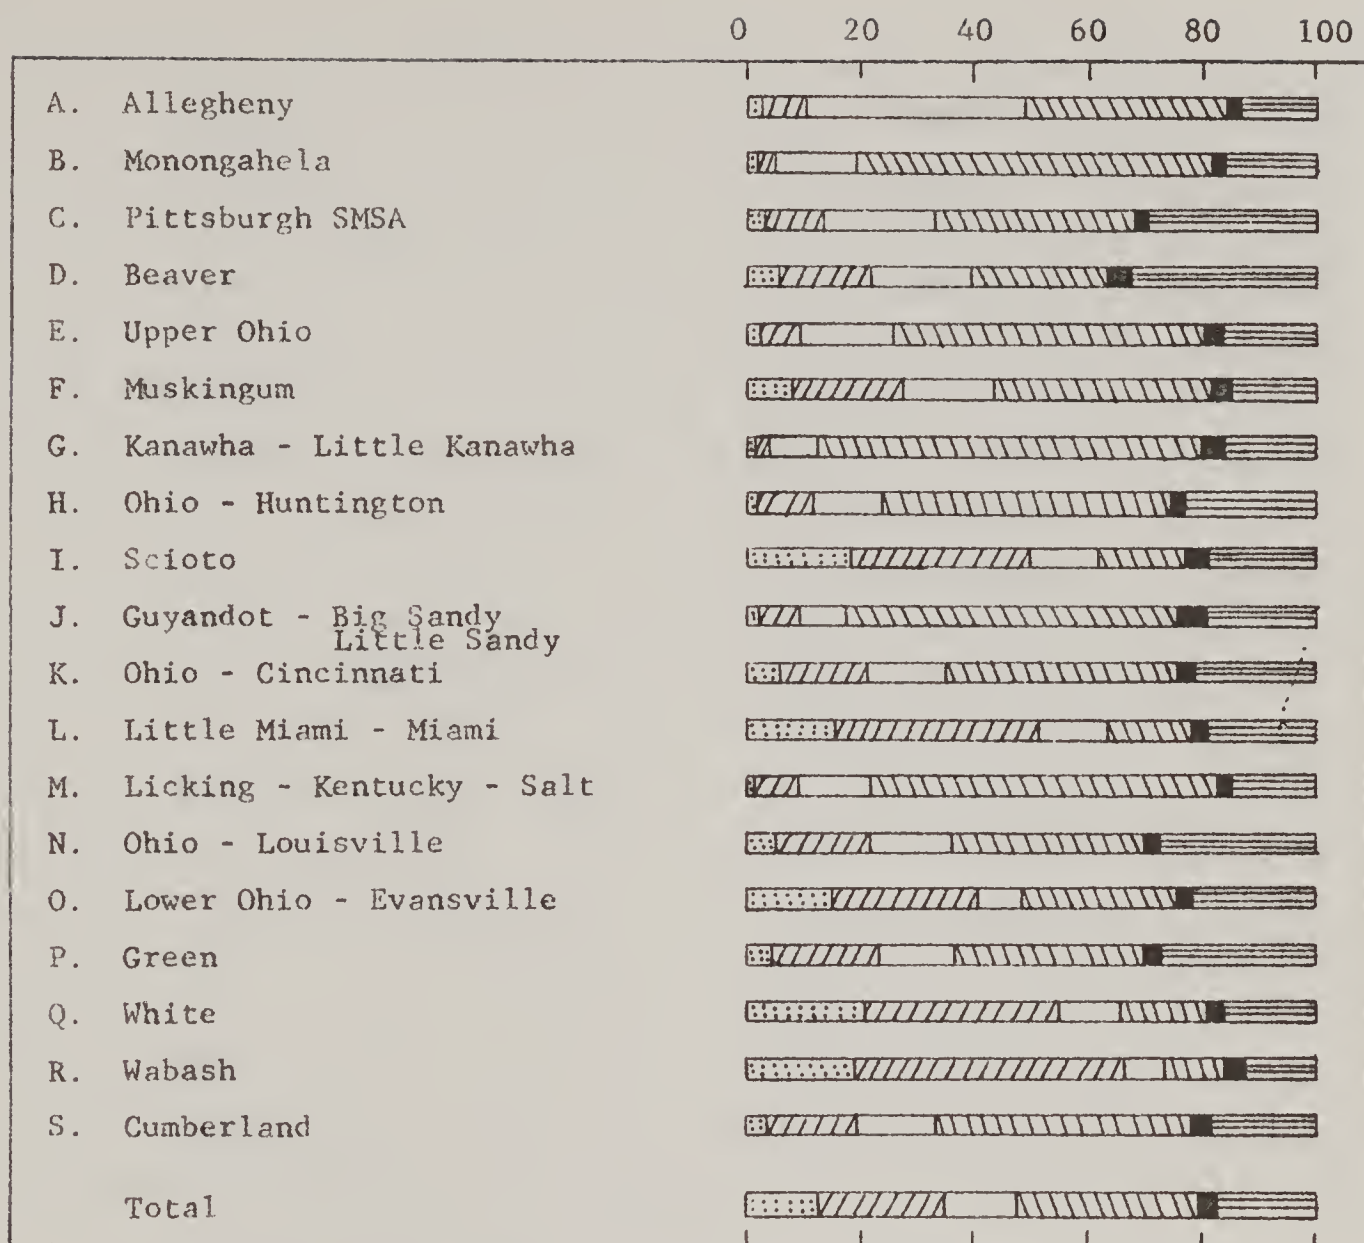 0 20 40 60 80 100
A. Allegheny
B. Monongahela
C. Pittsburgh SMSA
D. Beaver
E. Upper Ohio
F. Muskingum
G. Kanawha - Little Kanawha
H. Ohio - Huntington
I. Scioto
J. Guyandot - Big Sandy
Little Sandy
K. Ohio - Cincinnati
L. Little Miami - Miami
M. Licking - Kentucky - Salt
N. Ohio - Louisville
O. Lower Ohio - Evansville
P. Green
Q. White
R. Wabash
S. Cumberland
Total